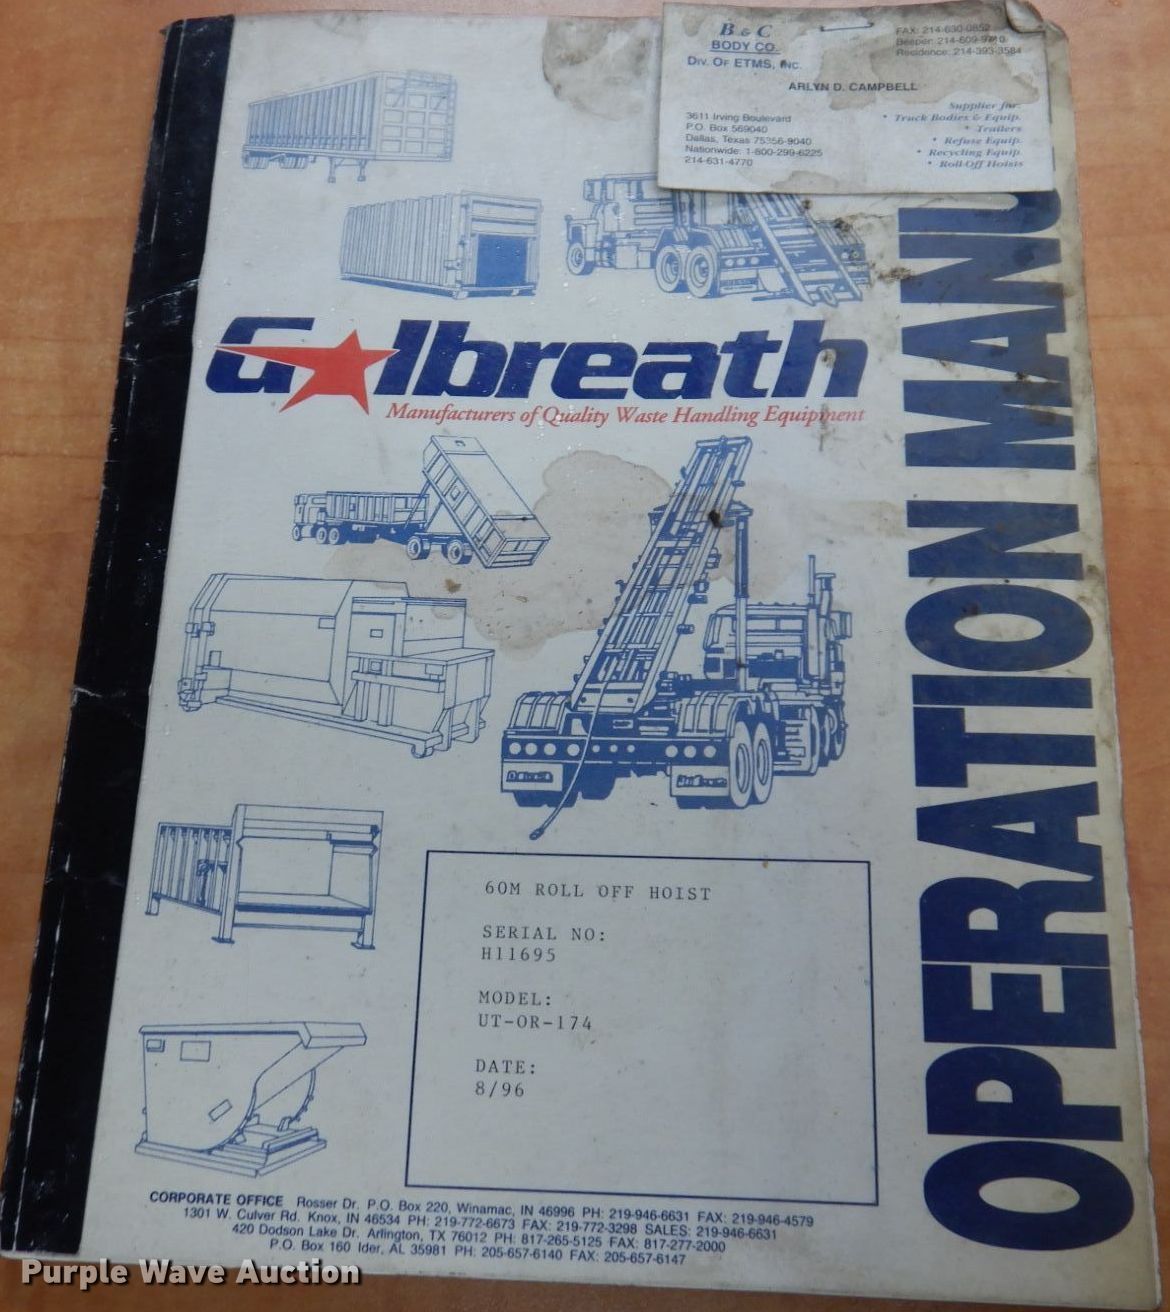 B & C
BODY CO.
DIV. OF ETMS, INC.
FAX: 214-630-0852
Beeper: 214-609-9710
Residence: 214-393-3584
ARLYN D. CAMPBELL
3611 Irving Boulevard
P.O. Box 569040
Dallas, Texas 75356-9040
Nationwide: 1-800-299-6225
214-631-4770
Supplier for:
• Truck Bodies & Equip.
• Trailers
• Refuse Equip.
• Recycling Equip.
• Roll-Off Hoists
Galbreath
Manufacturers of Quality Waste Handling Equipment
OPERATION MANU
60M ROLL OFF HOIST
SERIAL NO:
H11695
MODEL:
UT-OR-174
DATE:
8/96
CORPORATE OFFICE Rosser Dr. P.O. Box 220, Winamac, IN 46996 PH: 219-946-6631 FAX: 219-946-4579
1301 W. Culver Rd. Knox, IN 46534 PH: 219-772-6673 FAX: 219-772-3298 SALES: 219-946-6631
420 Dodson Lake Dr. Arlington, TX 76012 PH: 817-265-5125 FAX: 817-277-2000
P.O. Box 160 Ider, AL 35981 PH: 205-657-6140 FAX: 205-657-6147
Purple Wave Auction